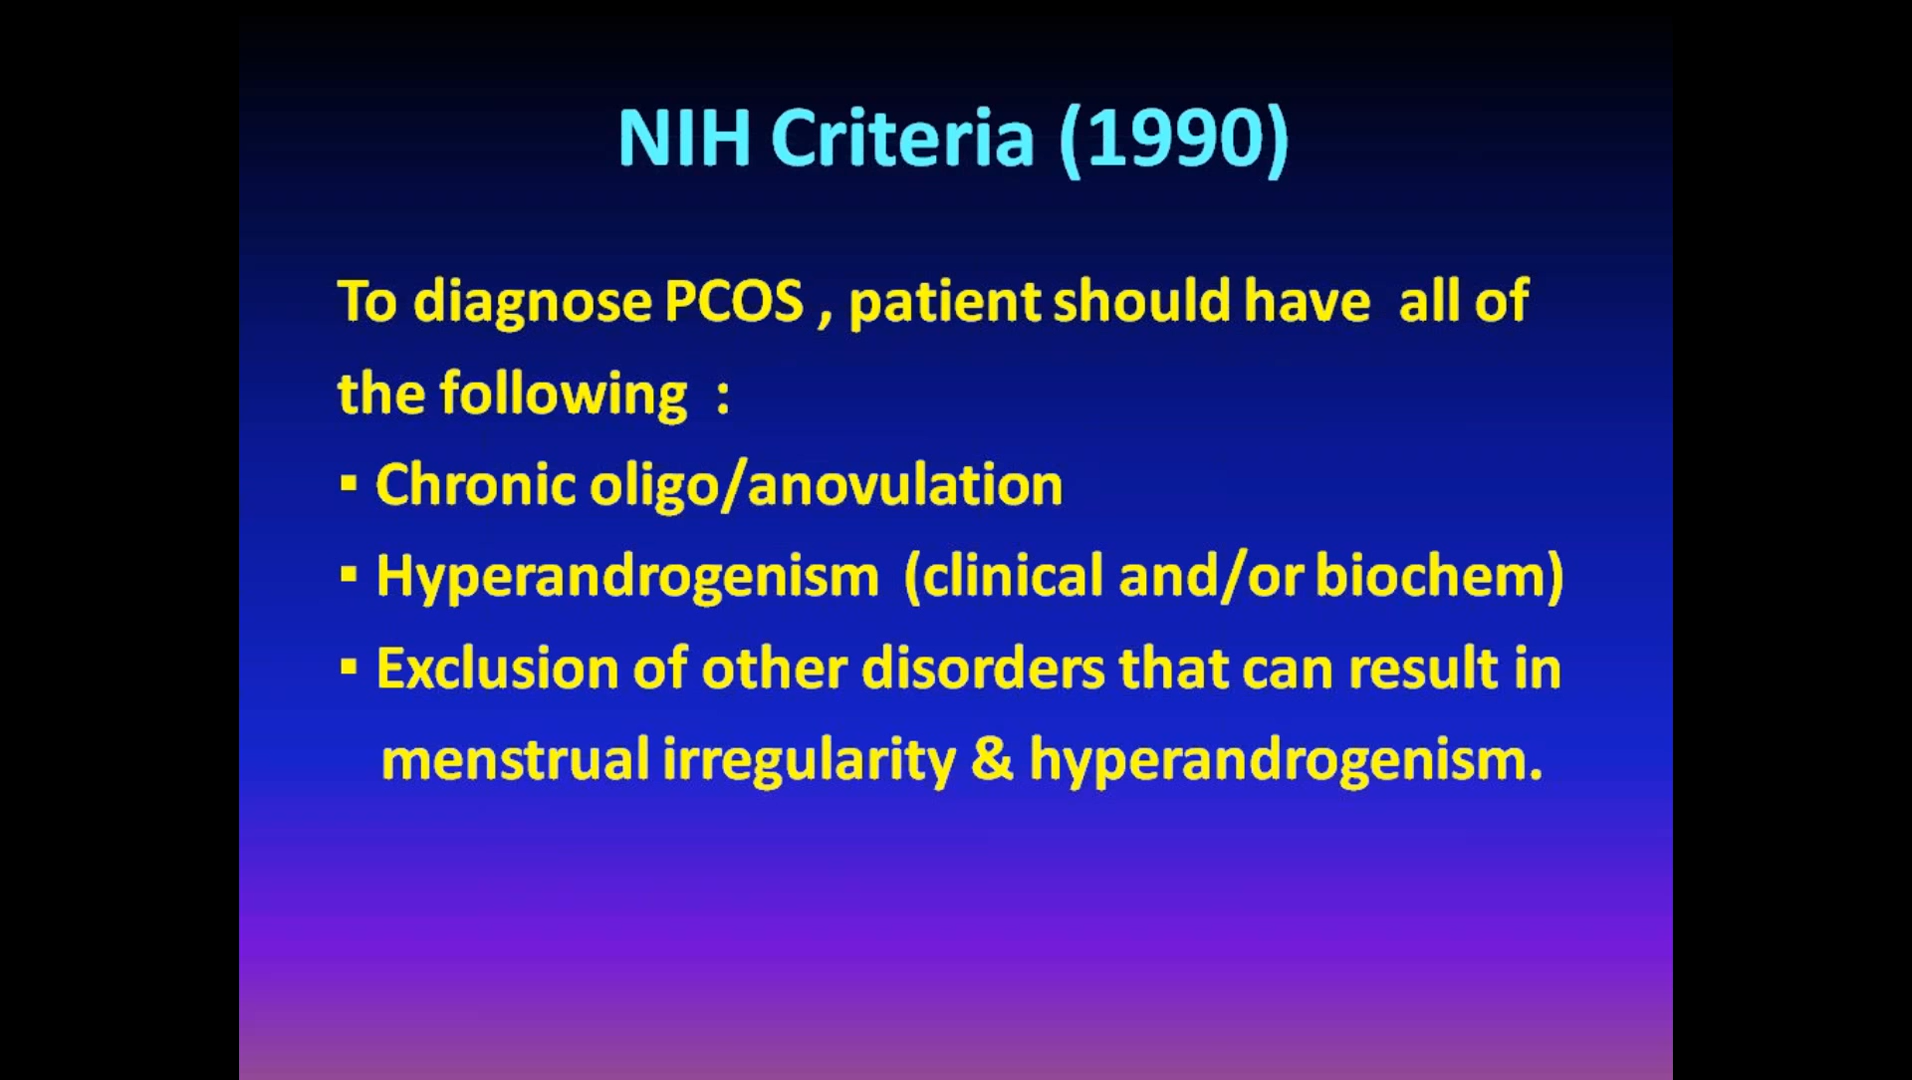 NIH Criteria (1990)
To diagnose PCOS , patient should have all of
the following :
▪ Chronic oligo/anovulation
▪ Hyperandrogenism (clinical and/or biochem)
▪ Exclusion of other disorders that can result in
menstrual irregularity & hyperandrogenism.